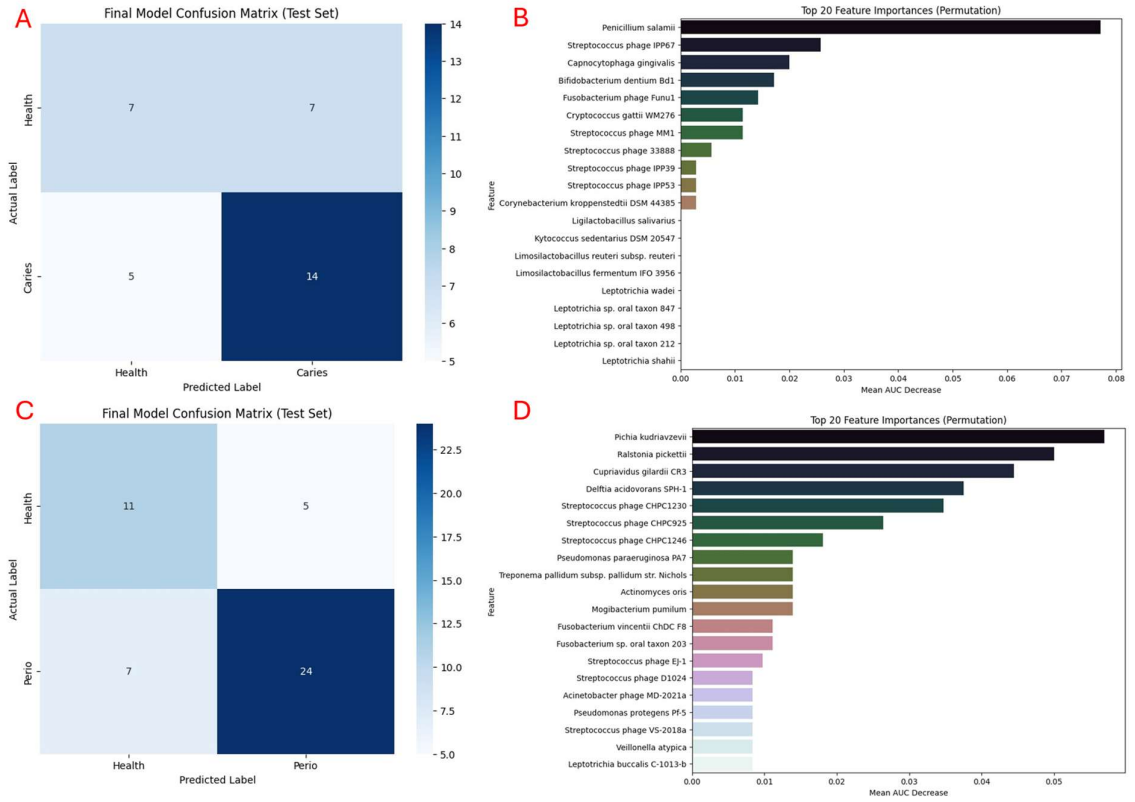 A
Final Model Confusion Matrix (Test Set)
Actual Label
Health
Caries
7
7
5
14
Health
Caries
Predicted Label
14
13
12
11
10
9
8
7
6
5
B
Top 20 Feature Importances (Permutation)
Feature
Penicillium salamii
Streptococcus phage IPP67
Capnocytophaga gingivalis
Bifidobacterium dentium Bd1
Fusobacterium phage Funu1
Cryptococcus gattii WM276
Streptococcus phage MM1
Streptococcus phage 33888
Streptococcus phage IPP39
Streptococcus phage IPP53
Corynebacterium kroppenstedtii DSM 44385
Ligilactobacillus salivarius
Kytococcus sedentarius DSM 20547
Limosilactobacillus reuteri subsp. reuteri
Limosilactobacillus fermentum IFO 3956
Leptotrichia wadei
Leptotrichia sp. oral taxon 847
Leptotrichia sp. oral taxon 498
Leptotrichia sp. oral taxon 212
Leptotrichia shahii
0.00 0.01 0.02 0.03 0.04 0.05 0.06 0.07 0.08
Mean AUC Decrease
C
Final Model Confusion Matrix (Test Set)
Actual Label
Health
Perio
11
5
7
24
Health
Perio
Predicted Label
22.5
20.0
17.5
15.0
12.5
10.0
7.5
5.0
D
Top 20 Feature Importances (Permutation)
Feature
Pichia kudriavzevii
Ralstonia pickettii
Cupriavidus gilardii CR3
Delftia acidovorans SPH-1
Streptococcus phage CHPC1230
Streptococcus phage CHPC925
Streptococcus phage CHPC1246
Pseudomonas paraeruginosa PA7
Treponema pallidum subsp. pallidum str. Nichols
Actinomyces oris
Mogibacterium pumilum
Fusobacterium vincentii ChDC F8
Fusobacterium sp. oral taxon 203
Streptococcus phage EJ-1
Streptococcus phage D1024
Acinetobacter phage MD-2021a
Pseudomonas protegens Pf-5
Streptococcus phage VS-2018a
Veillonella atypica
Leptotrichia buccalis C-1013-b
0.00 0.01 0.02 0.03 0.04 0.05
Mean AUC Decrease